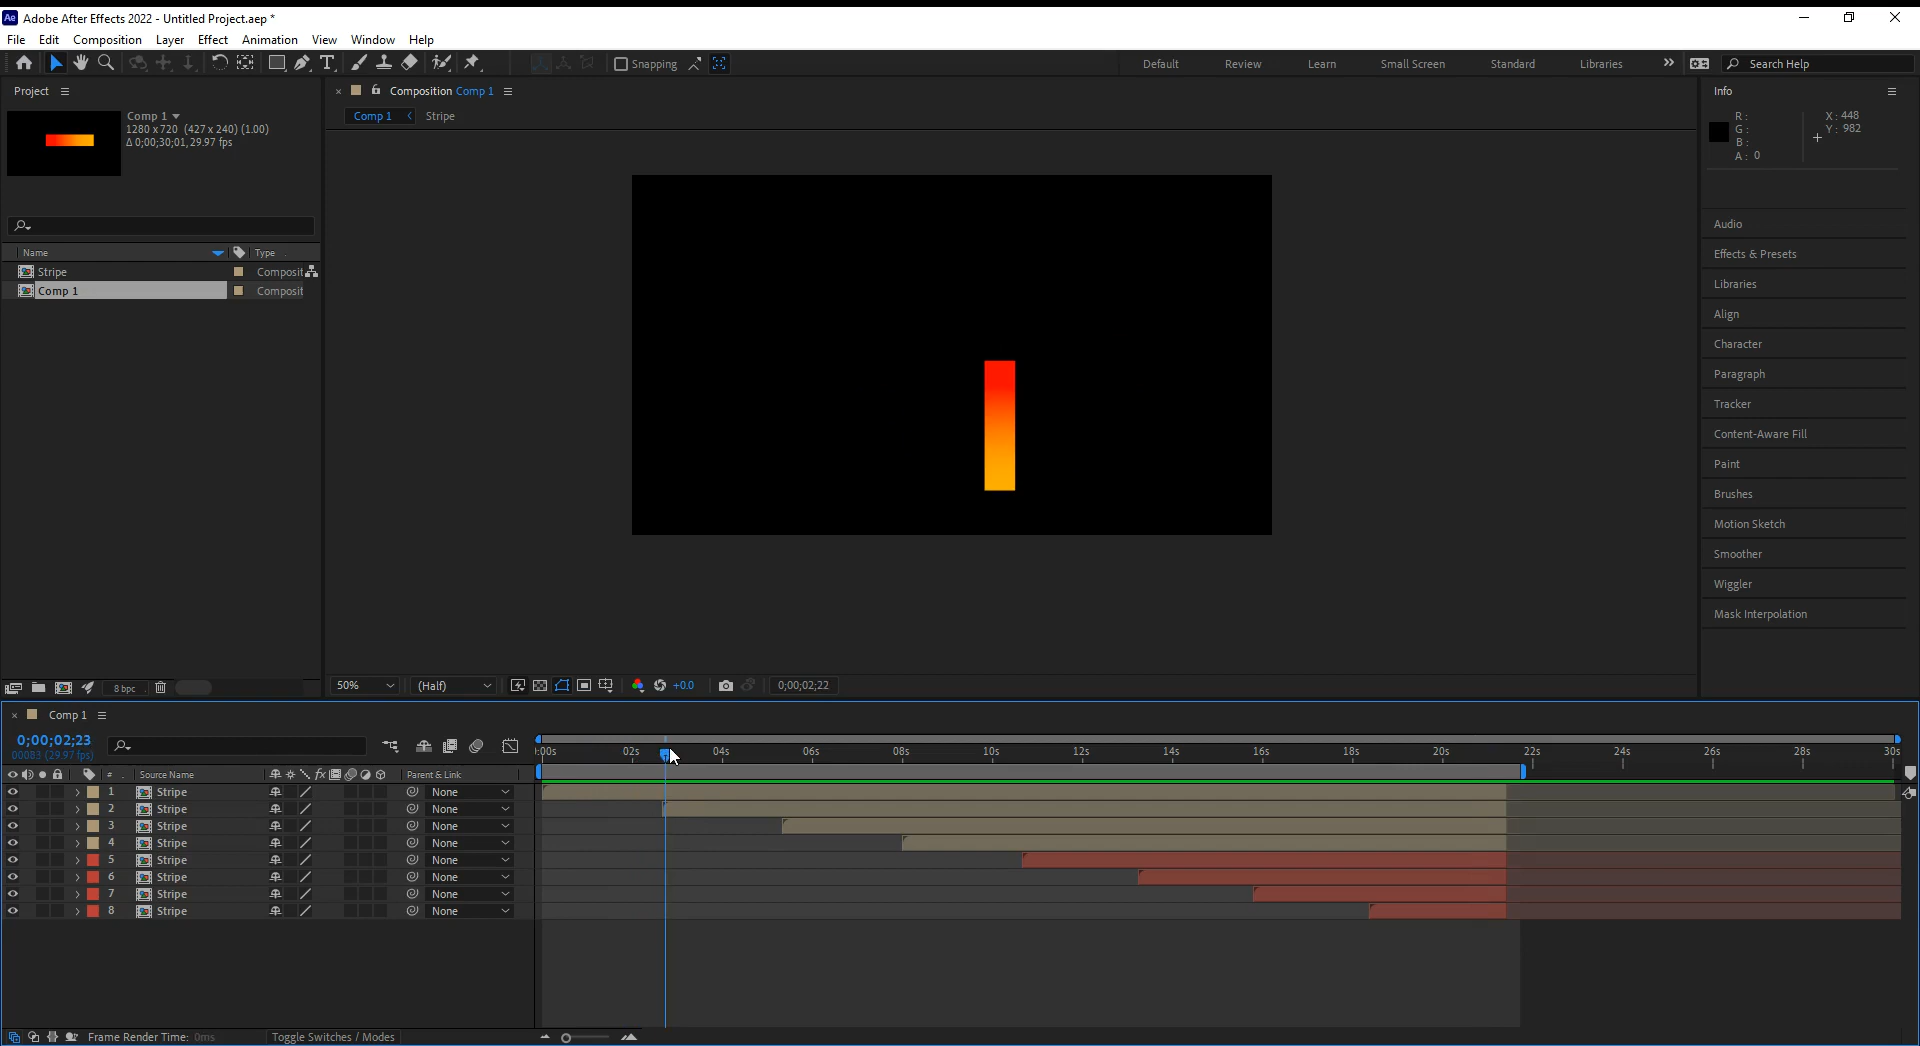 Ae Adobe After Effects 2022 - Untitled Project.aep *
File Edit Composition Layer Effect Animation View Window Help
Snapping Default Review Learn Small Screen Standard Libraries Search Help
Project
Comp 1
1280 x 720 (427 x 240) (1.00)
Δ 0;00;30;01, 29.97 fps
Name Type
Stripe Composit
Comp 1 Composit
8 bpc
Composition Comp 1
Comp 1 Stripe
50% (Half) +0.0 0;00;02;22
Info
R :
G :
B :
A : 0
X : 448
Y : 982
Audio
Effects & Presets
Libraries
Align
Character
Paragraph
Tracker
Content-Aware Fill
Paint
Brushes
Motion Sketch
Smoother
Wiggler
Mask Interpolation
Comp 1
0;00;02;23
00083 (29.97 fps)
:00s 02s 04s 06s 08s 10s 12s 14s 16s 18s 20s 22s 24s 26s 28s 30s
# Source Name fx Parent & Link
1 Stripe None
2 Stripe None
3 Stripe None
4 Stripe None
5 Stripe None
6 Stripe None
7 Stripe None
8 Stripe None
Frame Render Time: 0ms Toggle Switches / Modes